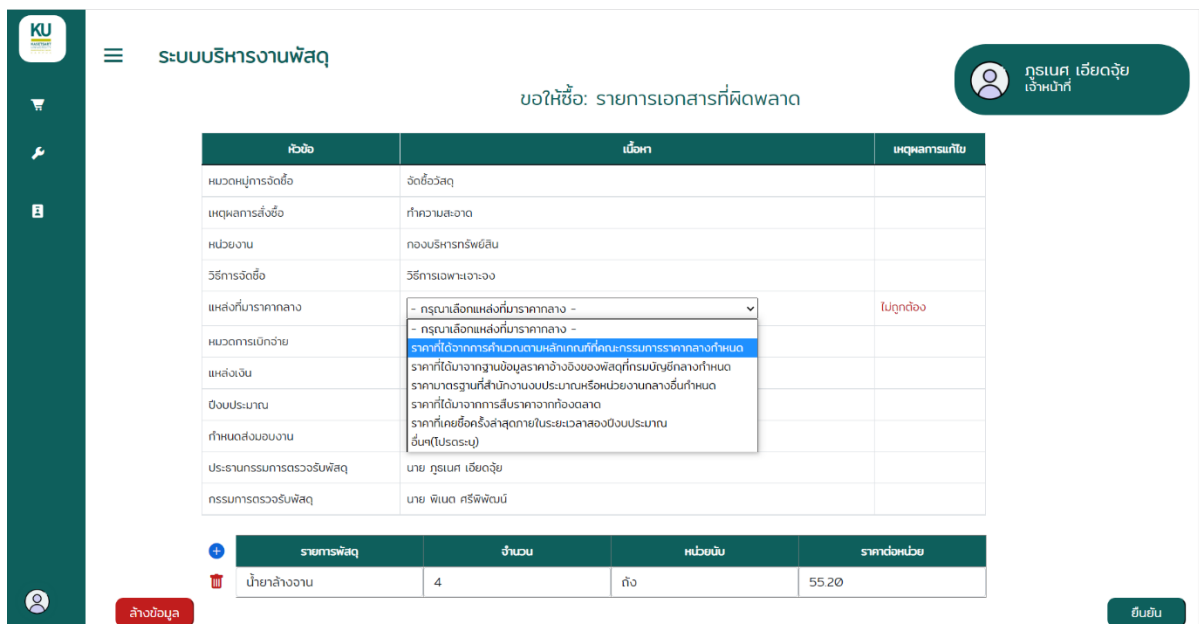 KU
ระบบบริหารงานพัสดุ
ภูธเนศ เอียดจุ้ย
เจ้าหน้าที่
ขอให้ซื้อ: รายการเอกสารที่ผิดพลาด
หัวข้อ เนื้อหา เหตุผลการแก้ไข
หมวดหมู่การจัดซื้อ จัดซื้อวัสดุ
เหตุผลการสั่งซื้อ ทำความสะอาด
หน่วยงาน กองบริหารทรัพย์สิน
วิธีการจัดซื้อ วิธีการเฉพาะเจาะจง
แหล่งที่มาราคากลาง - กรุณาเลือกแหล่งที่มาราคากลาง - ไม่ถูกต้อง
- กรุณาเลือกแหล่งที่มาราคากลาง -
หมวดการเบิกจ่าย ราคาที่ได้จากการคำนวณตามหลักเกณฑ์ที่คณะกรรมการราคากลางกำหนด
ราคาที่ได้มาจากฐานข้อมูลราคาอ้างอิงของพัสดุที่กรมบัญชีกลางกำหนด
แหล่งเงิน ราคามาตรฐานที่สำนักงานงบประมาณหรือหน่วยงานกลางอื่นกำหนด
ปีงบประมาณ ราคาที่ได้มาจากการสืบราคาจากท้องตลาด
ราคาที่เคยซื้อครั้งล่าสุดภายในระยะเวลาสองปีงบประมาณ
กำหนดส่งมอบงาน อื่นๆ(โปรดระบุ)
ประธานกรรมการตรวจรับพัสดุ นาย ภูธเนศ เอียดจุ้ย
กรรมการตรวจรับพัสดุ นาย พิเนต ศรีพิพัฒน์
รายการพัสดุ จำนวน หน่วยนับ ราคาต่อหน่วย
น้ำยาล้างจาน 4 ถัง 55.20
ล้างข้อมูล ยืนยัน